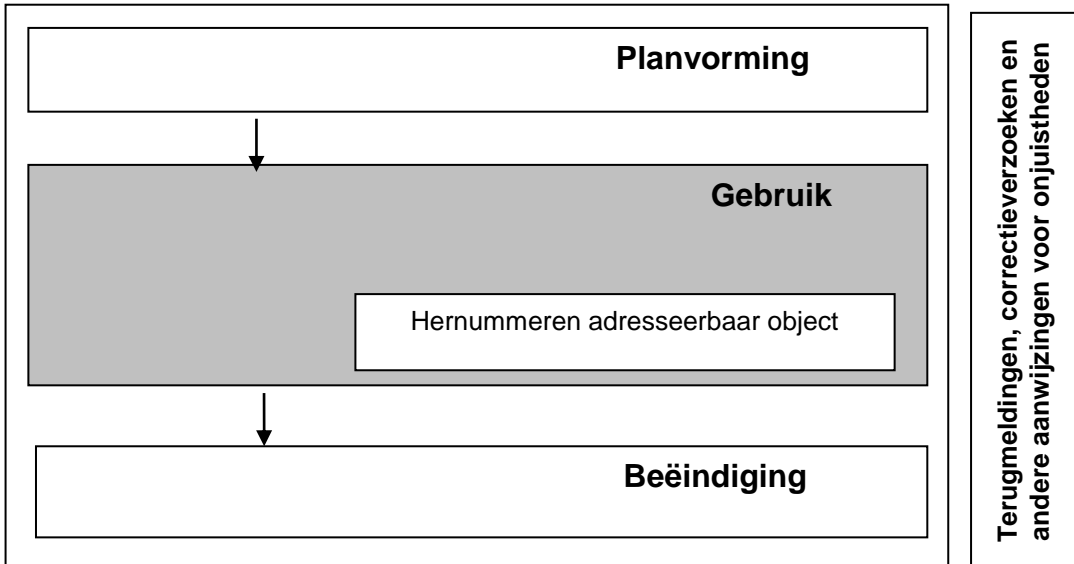 Planvorming
Gebruik
Hernummeren adresseerbaar object
Beëindiging
Terugmeldingen, correctieverzoeken en
andere aanwijzingen voor onjuistheden